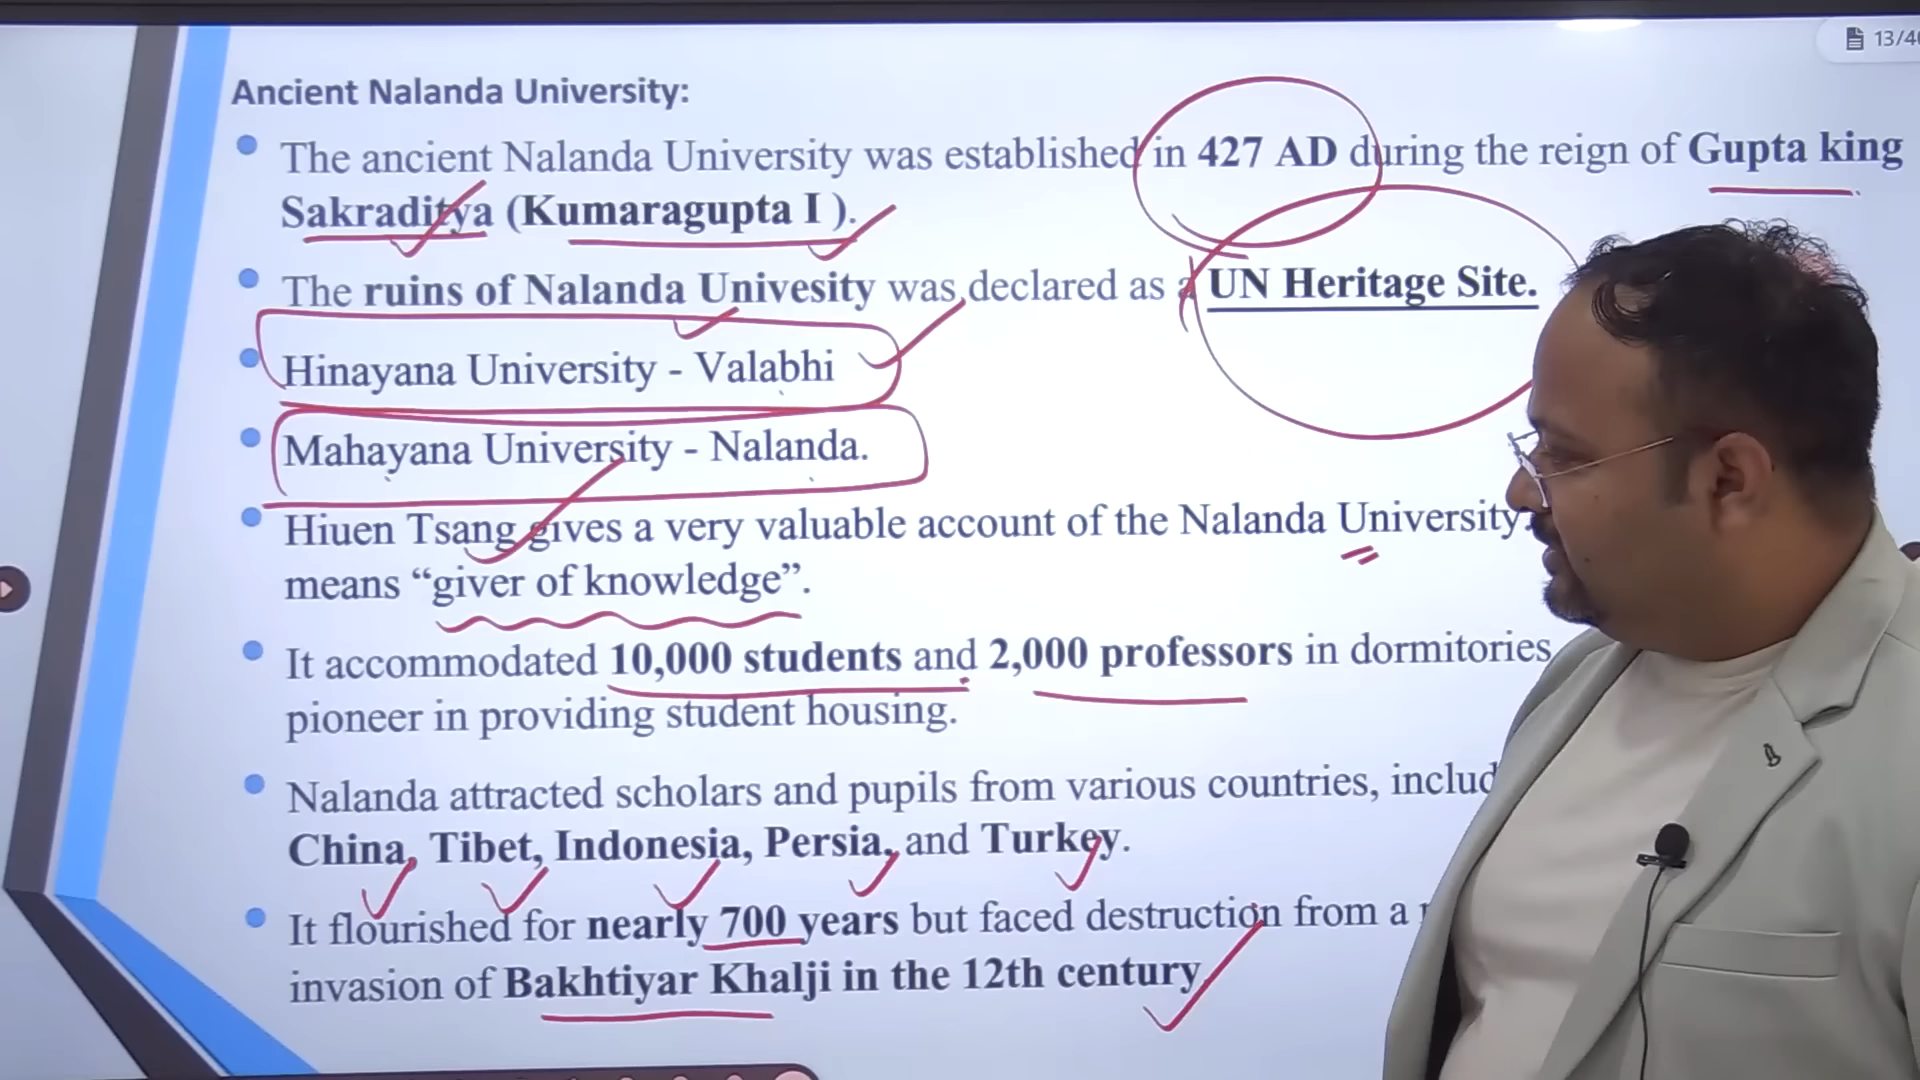 13/40
Ancient Nalanda University:
The ancient Nalanda University was established in 427 AD during the reign of Gupta king
Sakraditya (Kumaragupta I ).
The ruins of Nalanda Univesity was declared as a UN Heritage Site.
Hinayana University - Valabhi
Mahayana University - Nalanda.
Hiuen Tsang gives a very valuable account of the Nalanda University.
means “giver of knowledge”.
It accommodated 10,000 students and 2,000 professors in dormitories
pioneer in providing student housing.
Nalanda attracted scholars and pupils from various countries, includ
China, Tibet, Indonesia, Persia, and Turkey.
It flourished for nearly 700 years but faced destruction from a
invasion of Bakhtiyar Khalji in the 12th century